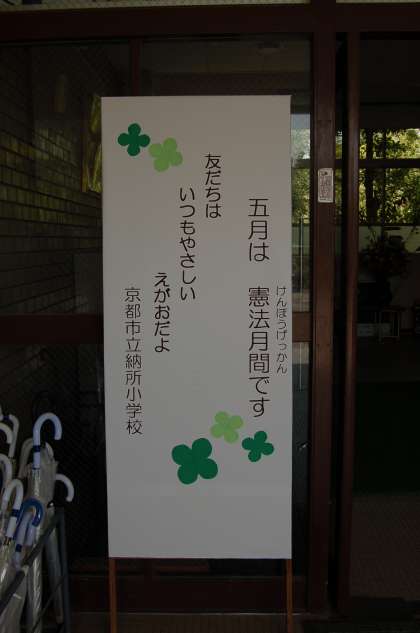 五月は　憲法月間です
けんぽうげっかん
友だちは
いつもやさしい
えがおだよ
京都市立納所小学校